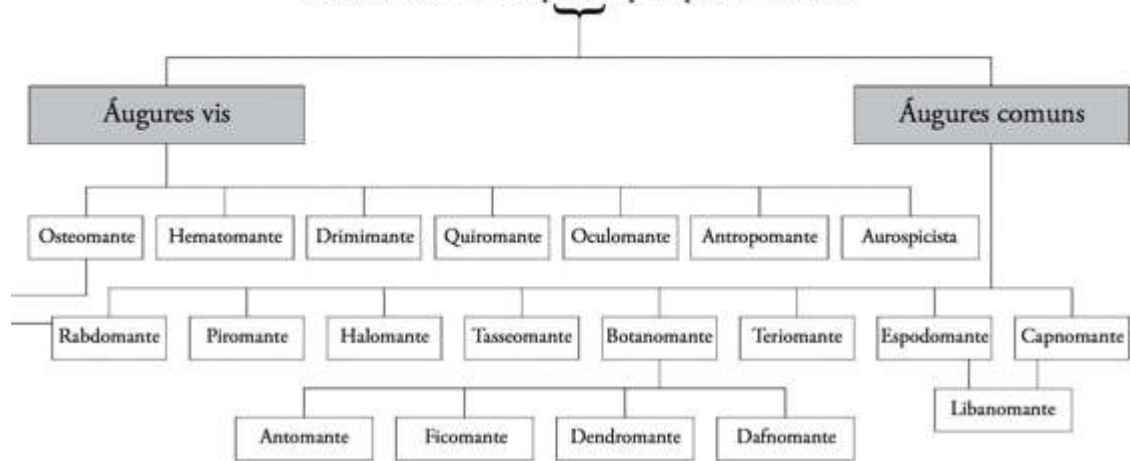 Áugures vis
Áugures comuns
Osteomante
Hematomante
Drimimante
Quiromante
Oculomante
Antropomante
Aurospicista
Rabdomante
Piromante
Halomante
Tasseomante
Botanomante
Teriomante
Espodomante
Capnomante
Libanomante
Antomante
Ficomante
Dendromante
Dafnomante